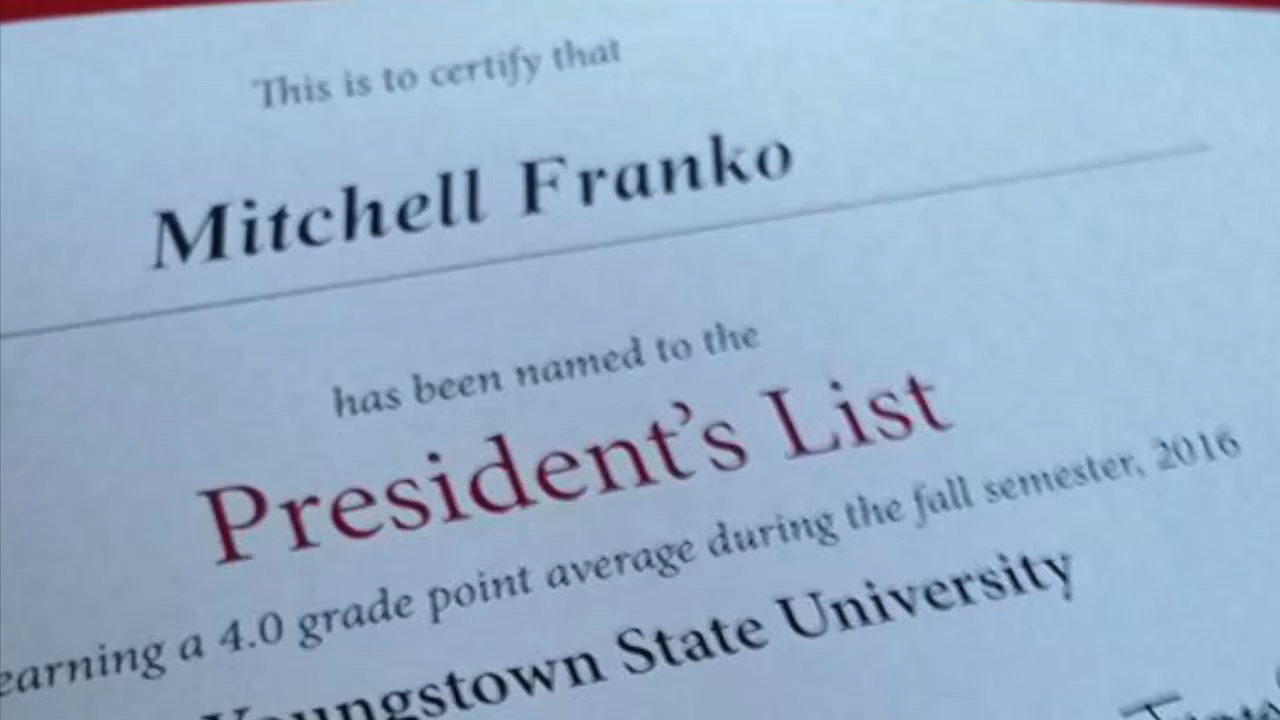 This is to certify that
Mitchell Franko
has been named to the
President's List
earning a 4.0 grade point average during the fall semester, 2016
Youngstown State University